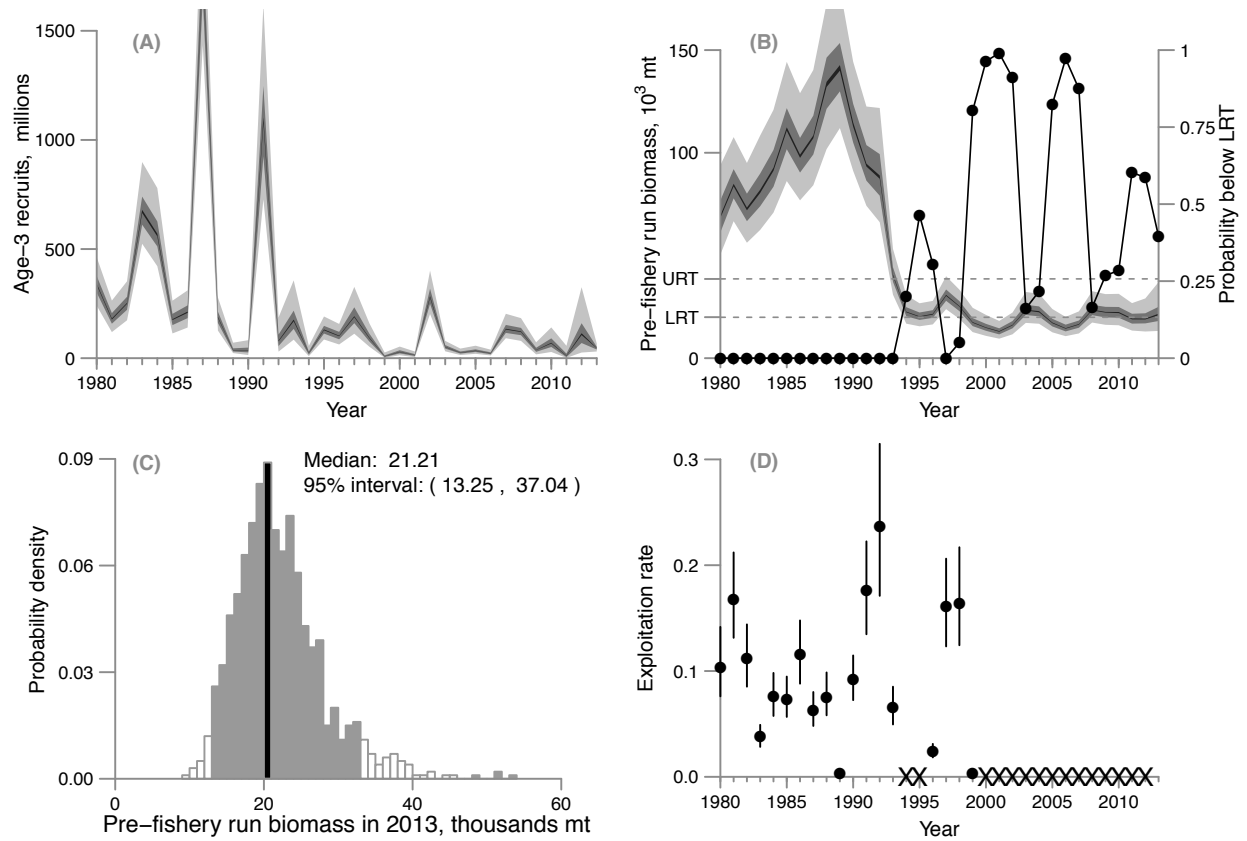 (A)
Age–3 recruits, millions
1500
1000
500
0
1980 1985 1990 1995 2000 2005 2010
Year
(B)
Pre–fishery run biomass, 10³ mt
150
100
URT
LRT
0
1
0.75
0.5
0.25
0
Probability below LRT
1980 1985 1990 1995 2000 2005 2010
Year
(C)
Median: 21.21
95% interval: ( 13.25 , 37.04 )
Probability density
0.09
0.06
0.03
0.00
0 20 40 60
Pre–fishery run biomass in 2013, thousands mt
(D)
Exploitation rate
0.3
0.2
0.1
0.0
1980 1985 1990 1995 2000 2005 2010
Year